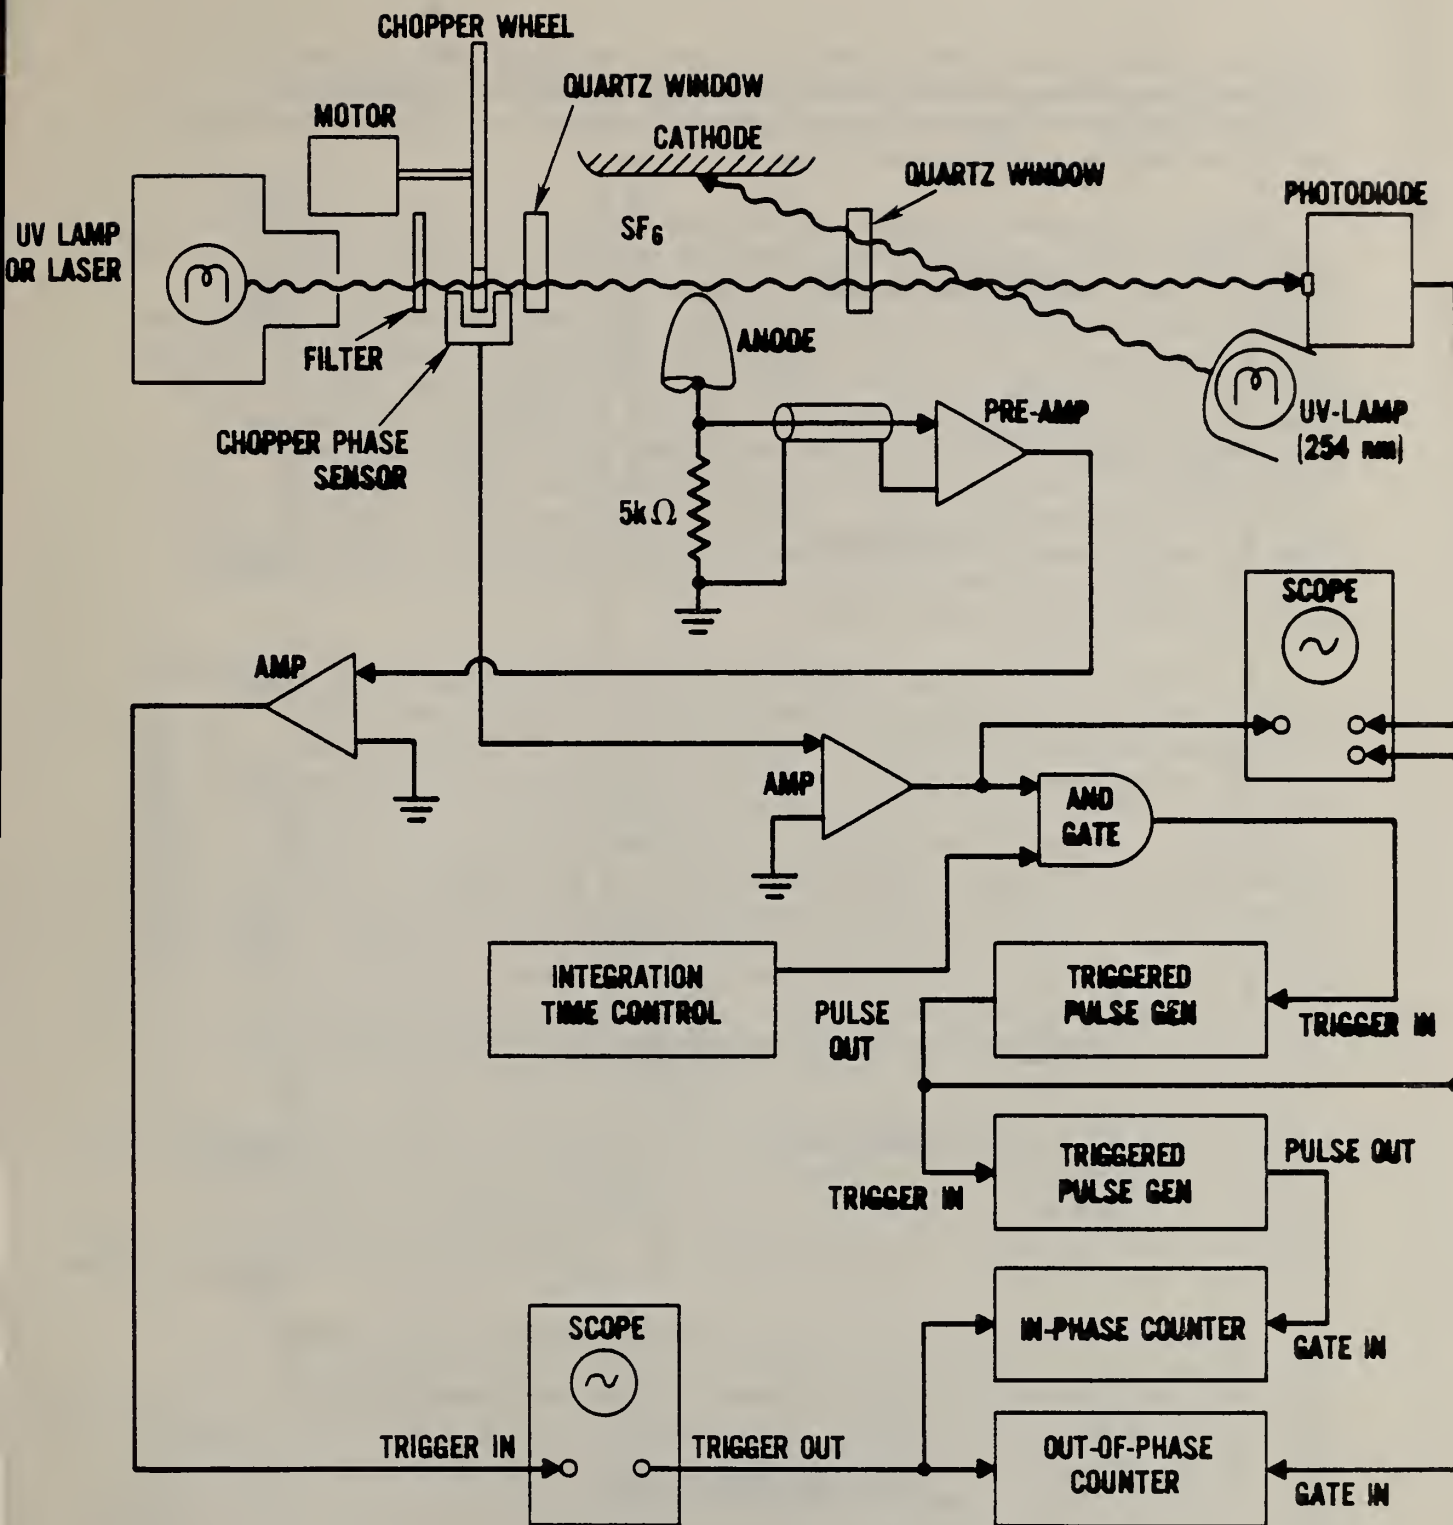 CHOPPER WHEEL
QUARTZ WINDOW
MOTOR
CATHODE
QUARTZ WINDOW
PHOTODIODE
UV LAMP
OR LASER
SF6
FILTER
ANODE
CHOPPER PHASE
SENSOR
PRE-AMP
UV-LAMP
(254 nm)
5kΩ
SCOPE
AMP
AMP
AND
GATE
INTEGRATION
TIME CONTROL
PULSE
OUT
TRIGGERED
PULSE GEN
TRIGGER IN
TRIGGERED
PULSE GEN
PULSE OUT
TRIGGER IN
IN-PHASE COUNTER
GATE IN
SCOPE
TRIGGER IN
TRIGGER OUT
OUT-OF-PHASE
COUNTER
GATE IN